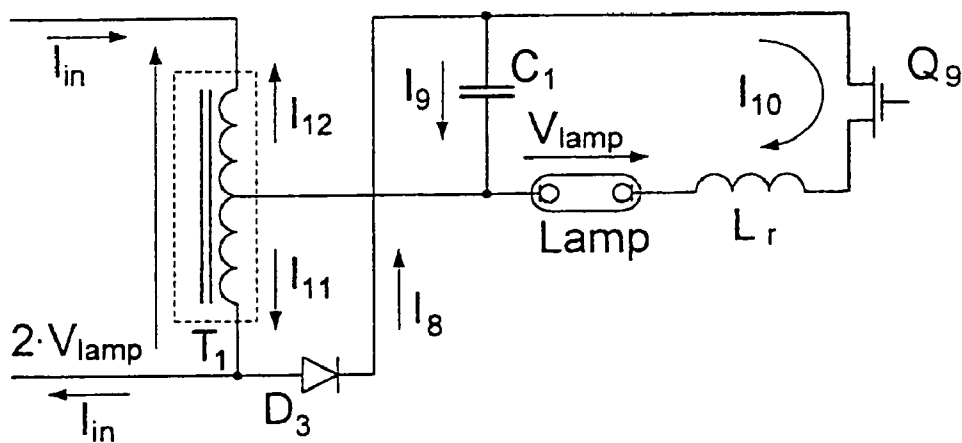 I_in
I_12
I_9
C_1
I_10
Q_9
V_lamp
Lamp
L_r
I_11
I_8
2·V_lamp
T_1
D_3
I_in